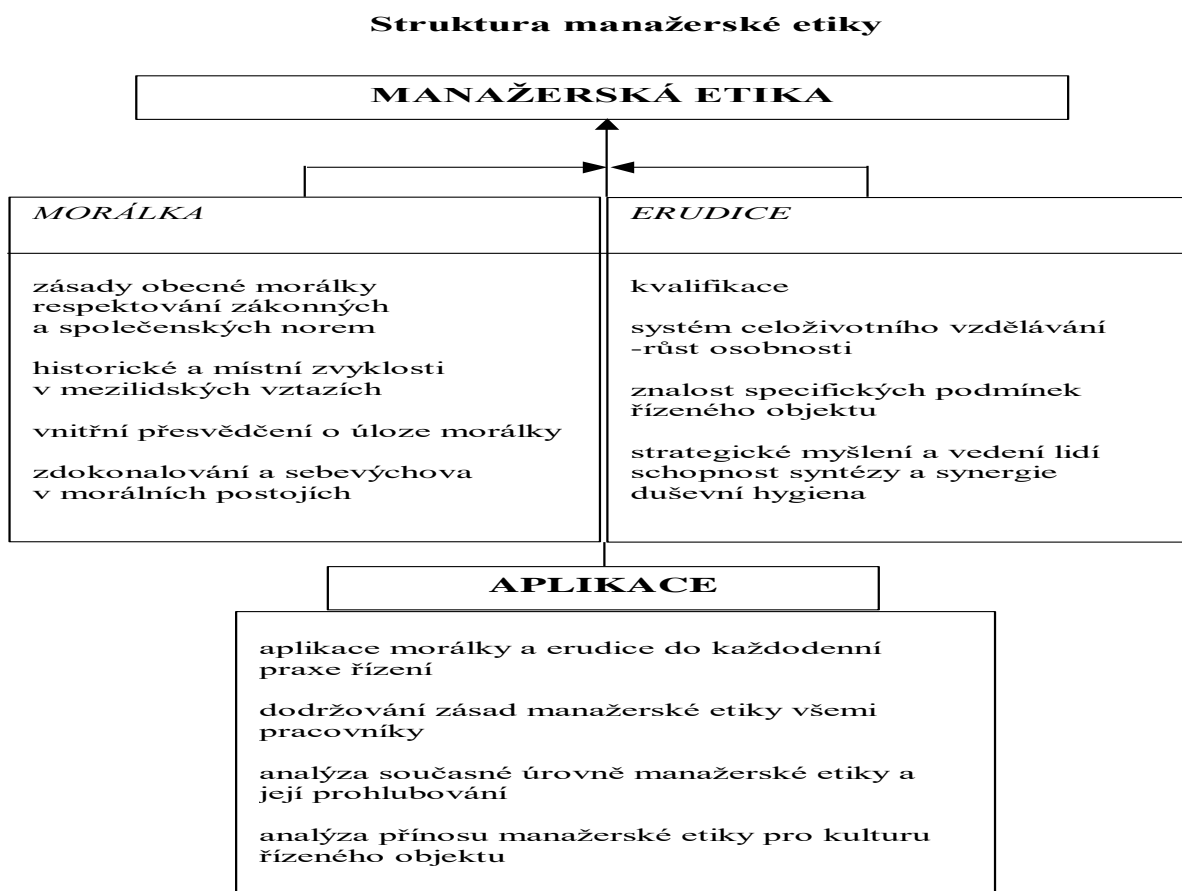 Struktura manažerské etiky
MANAŽERSKÁ ETIKA
MORÁLKA
zásady obecné morálky
respektování zákonných
a společenských norem
historické a místní zvyklosti
v mezilidských vztazích
vnitřní přesvědčení o úloze morálky
zdokonalování a sebevýchova
v morálních postojích
ERUDICE
kvalifikace
systém celoživotního vzdělávání
-růst osobnosti
znalost specifických podmínek
řízeného objektu
strategické myšlení a vedení lidí
schopnost syntézy a synergie
duševní hygiena
APLIKACE
aplikace morálky a erudice do každodenní
praxe řízení
dodržování zásad manažerské etiky všemi
pracovníky
analýza současné úrovně manažerské etiky a
její prohlubování
analýza přínosu manažerské etiky pro kulturu
řízeného objektu